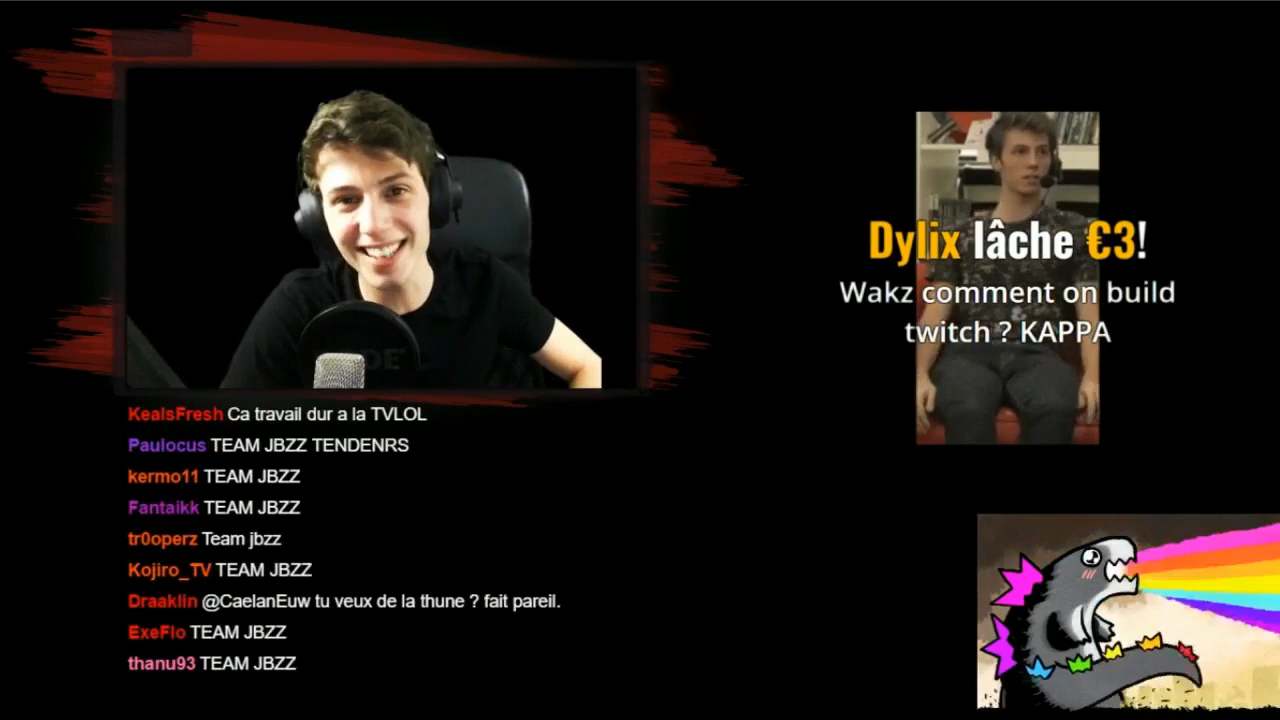 KealsFresh Ca travail dur a la TVLOL
Paulocus TEAM JBZZ TENDENRS
kermo11 TEAM JBZZ
Fantaikk TEAM JBZZ
tr0operz Team jbzz
Kojiro_TV TEAM JBZZ
Draaklin @CaelanEuw tu veux de la thune ? fait pareil.
ExeFlo TEAM JBZZ
thanu93 TEAM JBZZ
Dylix lâche €3!
Wakz comment on build
twitch ? KAPPA